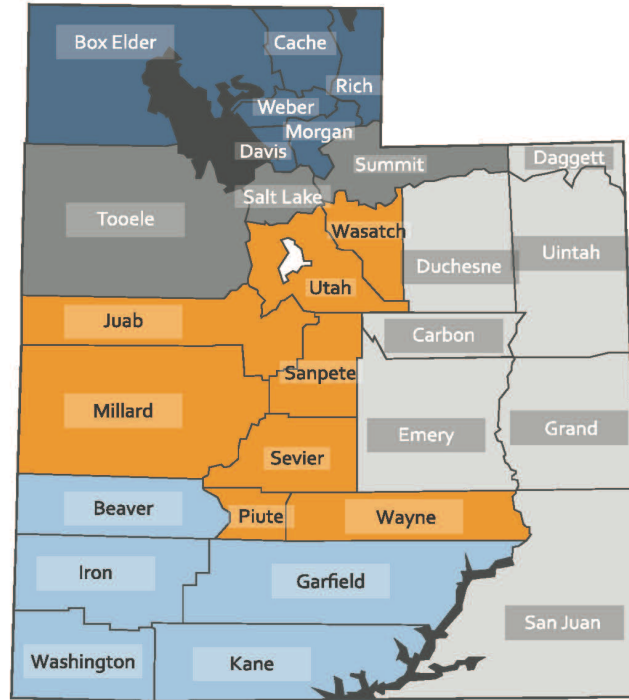 Box Elder
Cache
Rich
Weber
Morgan
Davis
Summit
Daggett
Salt Lake
Tooele
Wasatch
Duchesne
Uintah
Utah
Juab
Carbon
Sanpete
Millard
Emery
Grand
Sevier
Beaver
Piute
Wayne
Iron
Garfield
San Juan
Washington
Kane